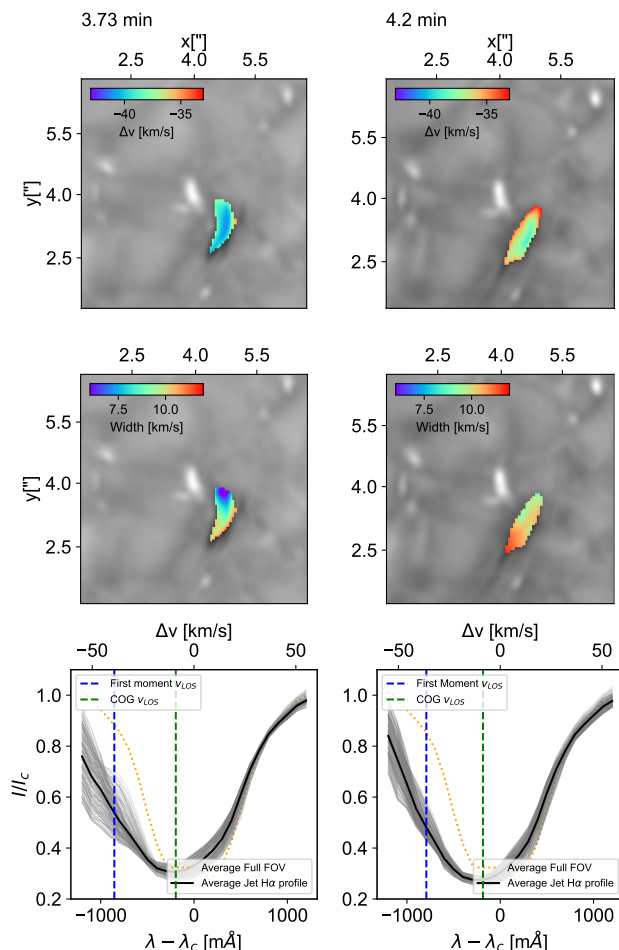 3.73 min
4.2 min
x["]
x["]
2.5 4.0 5.5
2.5 4.0 5.5
−40 −35
−40 −35
Δv [km/s]
Δv [km/s]
y["]
5.5
4.0
2.5
5.5
4.0
2.5
2.5 4.0 5.5
2.5 4.0 5.5
7.5 10.0
7.5 10.0
Width [km/s]
Width [km/s]
y["]
5.5
4.0
2.5
5.5
4.0
2.5
Δv [km/s]
Δv [km/s]
−50 0 50
−50 0 50
First Moment v_LOS
COG v_LOS
First Moment v_LOS
COG v_LOS
I/I_c
1.0
0.8
0.6
0.4
0.2
1.0
0.8
0.6
0.4
0.2
Average Full FOV
Average Jet Hα profile
Average Full FOV
Average Jet Hα profile
−1000 0 1000
−1000 0 1000
λ − λ_c [mÅ]
λ − λ_c [mÅ]